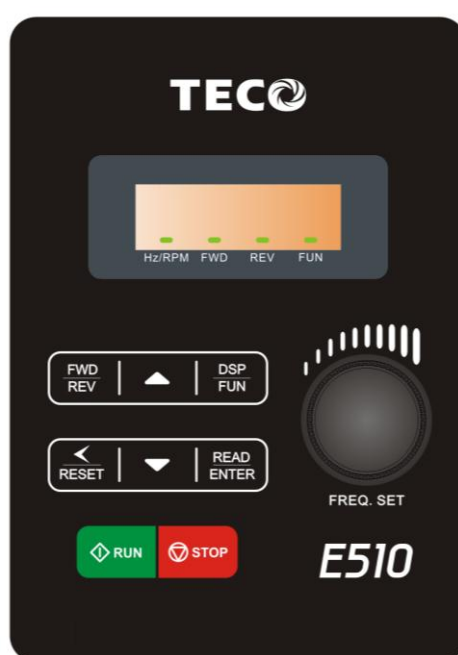 TECO
Hz/RPM FWD REV FUN
FWD
REV
DSP
FUN
RESET
READ
ENTER
FREQ. SET
RUN STOP
E510